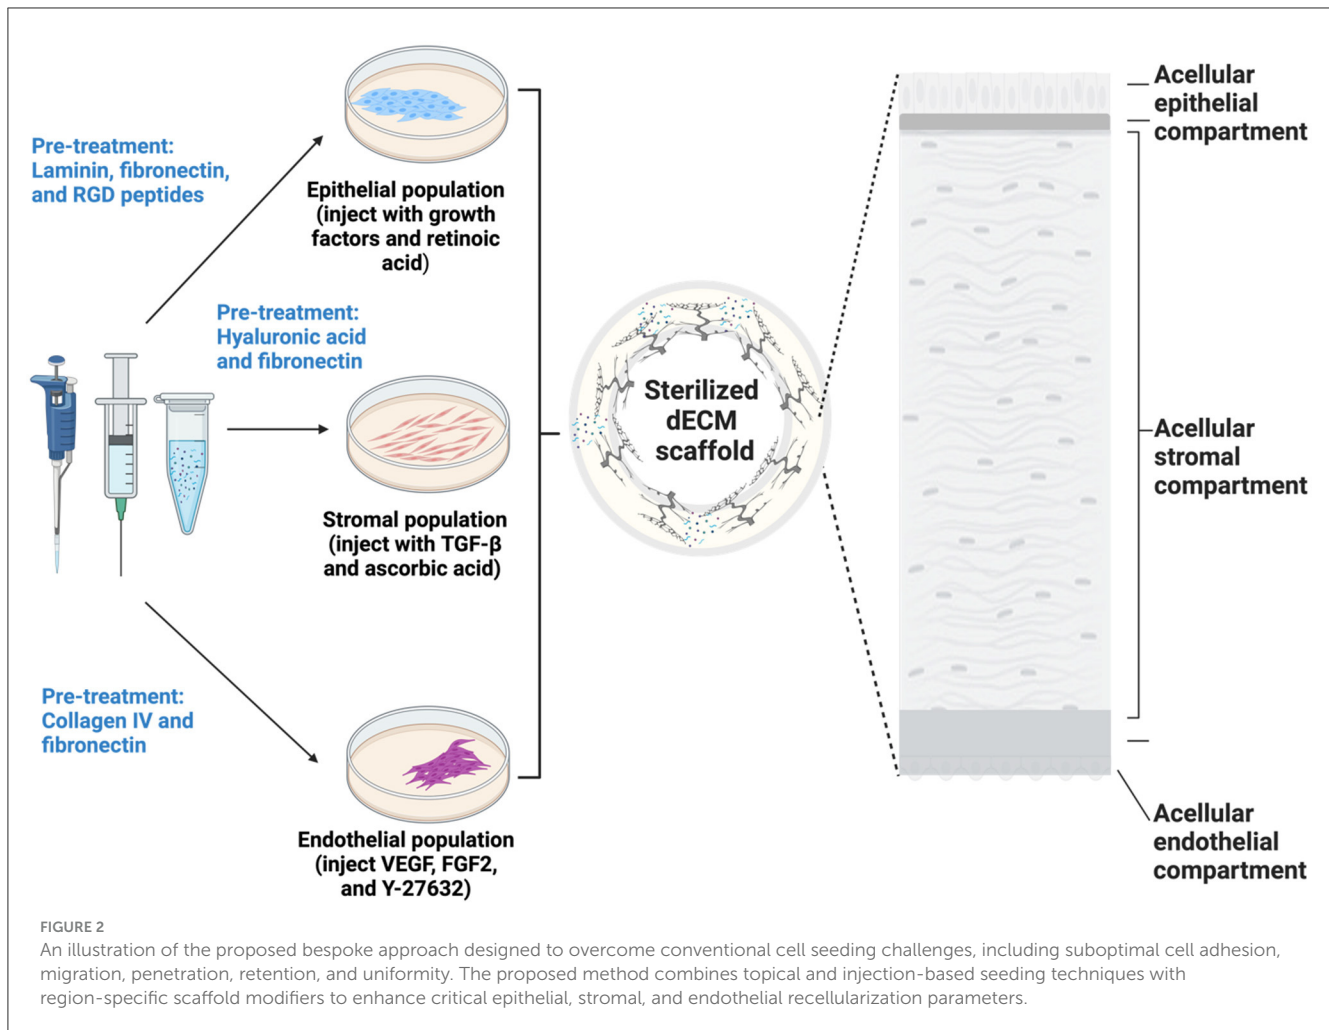 Pre-treatment:
Laminin, fibronectin,
and RGD peptides
Epithelial population
(inject with growth
factors and retinoic
acid)
Pre-treatment:
Hyaluronic acid
and fibronectin
Stromal population
(inject with TGF-β
and ascorbic acid)
Pre-treatment:
Collagen IV and
fibronectin
Endothelial population
(inject VEGF, FGF2,
and Y-27632)
Sterilized
dECM
scaffold
Acellular
epithelial
compartment
Acellular
stromal
compartment
Acellular
endothelial
compartment
FIGURE 2
An illustration of the proposed bespoke approach designed to overcome conventional cell seeding challenges, including suboptimal cell adhesion,
migration, penetration, retention, and uniformity. The proposed method combines topical and injection-based seeding techniques with
region-specific scaffold modifiers to enhance critical epithelial, stromal, and endothelial recellularization parameters.